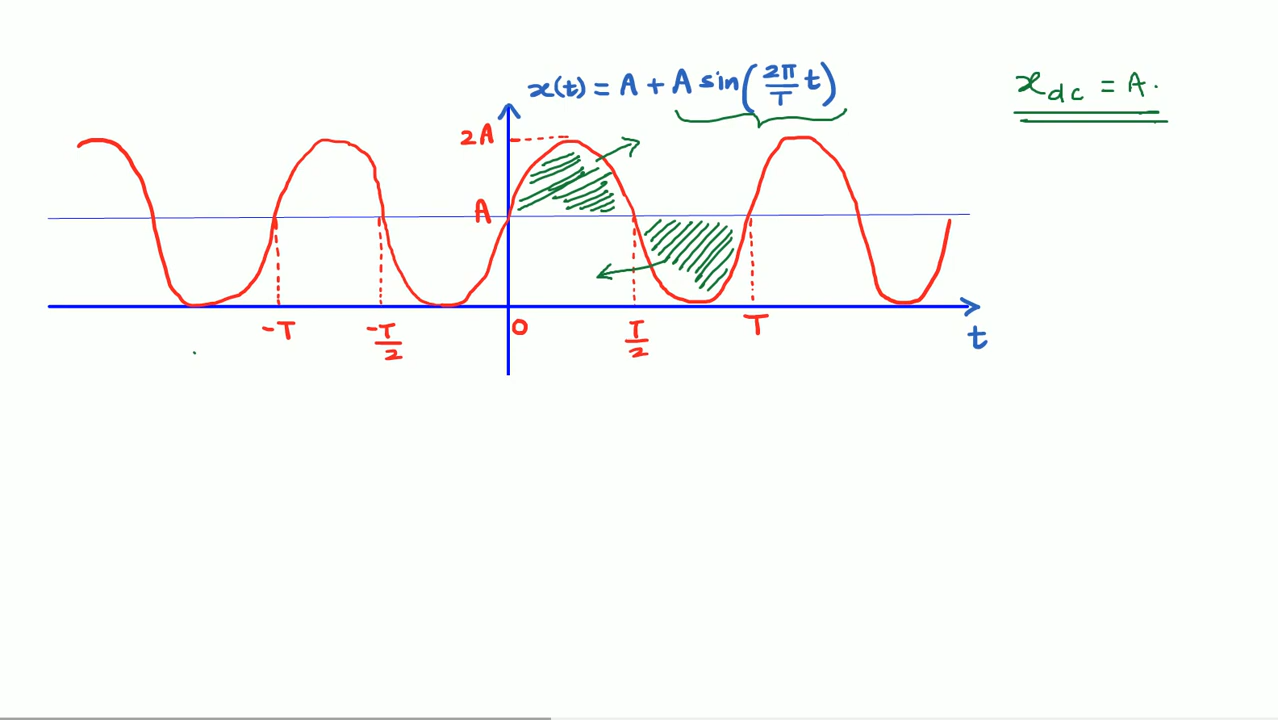 x(t) = A + A sin(2π/T t)
x_dc = A.
2A
A
-T
-T/2
0
T/2
T
t